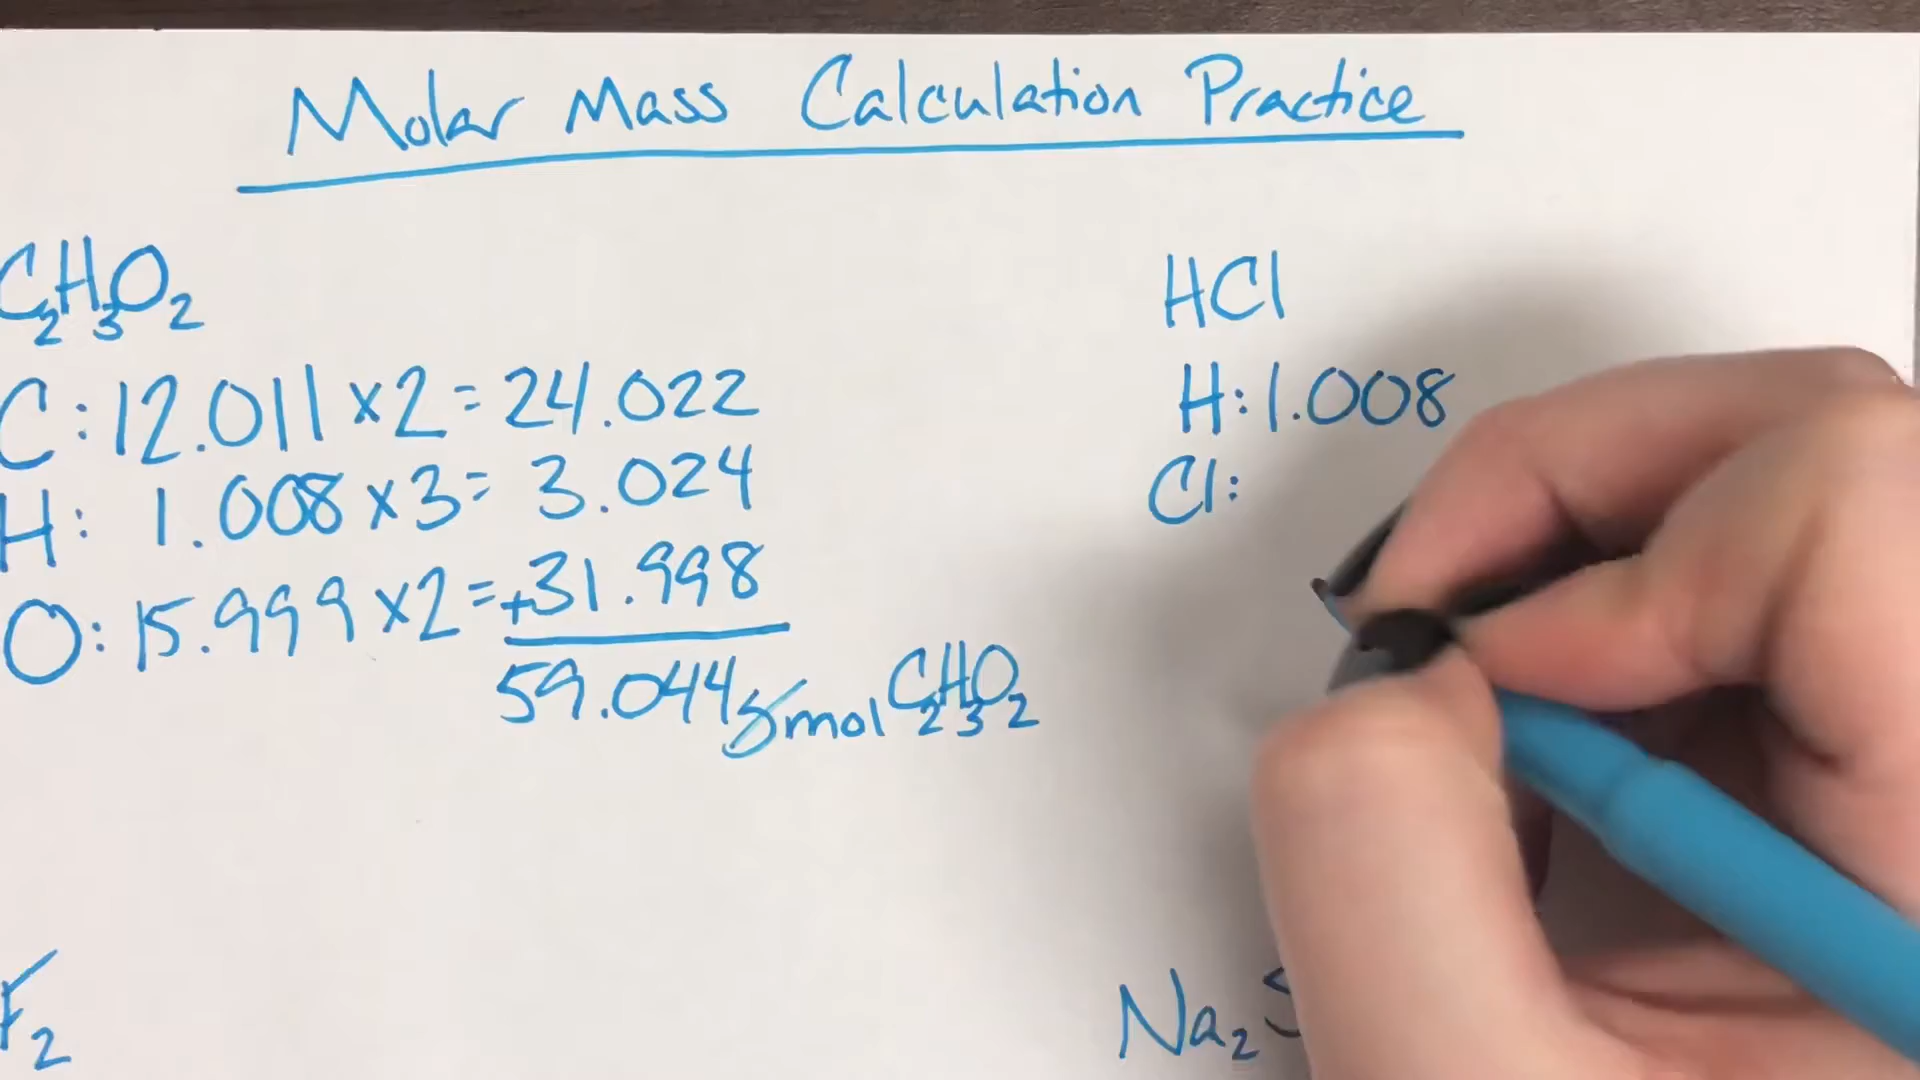 Molar Mass Calculation Practice
C₂H₃O₂
C: 12.011 x 2 = 24.022
H: 1.008 x 3 = 3.024
O: 15.999 x 2 = +31.998
59.044 g/mol C₂H₃O₂
HCl
H: 1.008
Cl:
F₂
Na₂S